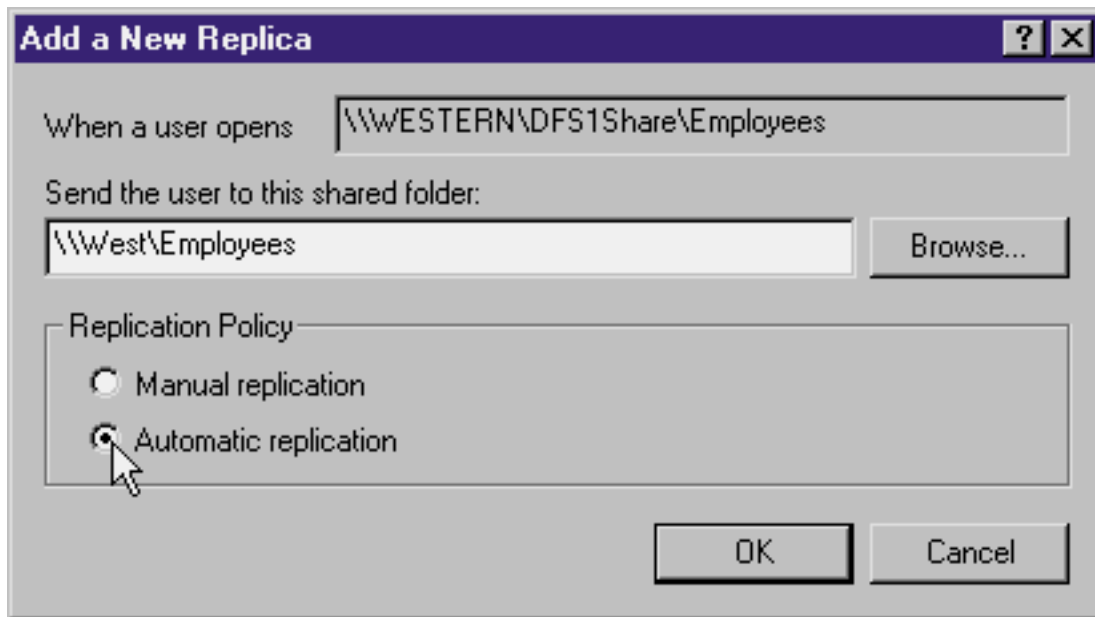 Add a New Replica
When a user opens \\WESTERN\DFS1Share\Employees
Send the user to this shared folder:
\\West\Employees Browse...
Replication Policy
Manual replication
Automatic replication
OK Cancel